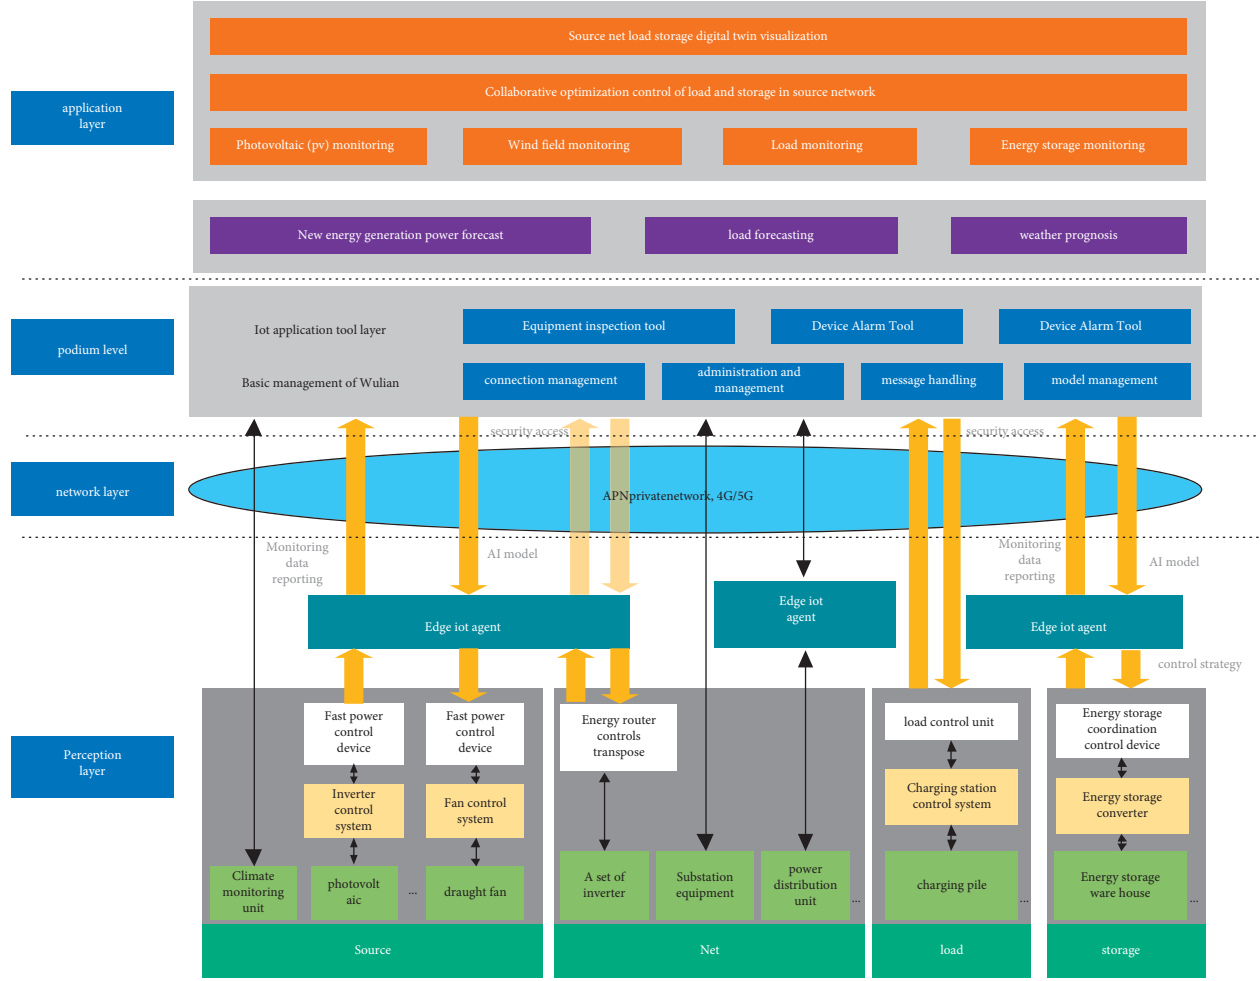 Source net load storage digital twin visualization
Collaborative optimization control of load and storage in source network
application
layer
Photovoltaic (pv) monitoring
Wind field monitoring
Load monitoring
Energy storage monitoring
New energy generation power forecast
load forecasting
weather prognosis
podium level
Iot application tool layer
Equipment inspection tool
Device Alarm Tool
Device Alarm Tool
Basic management of Wulian
connection management
administration and
management
message handling
model management
security access
security access
network layer
APNprivatenetwork, 4G/5G
Monitoring
data
reporting
AI model
Monitoring
data
reporting
AI model
Edge iot agent
Edge iot
agent
Edge iot agent
control strategy
Perception
layer
Fast power
control
device
Fast power
control
device
Energy router
controls
transpose
load control unit
Energy storage
coordination
control device
Inverter
control
system
Fan control
system
Charging station
control system
Energy storage
converter
Climate
monitoring
unit
photovolt
aic
...
draught fan
A set of
inverter
Substation
equipment
power
distribution
unit
...
charging pile
...
Energy storage
ware house
...
Source
Net
load
storage